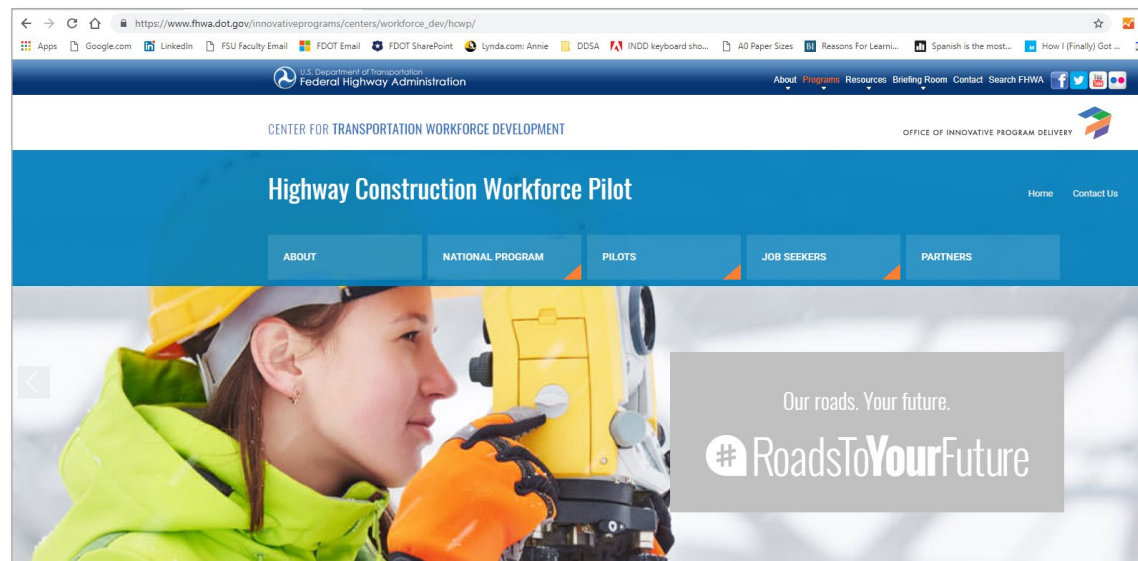 https://www.fhwa.dot.gov/innovativeprograms/centers/workforce_dev/hcwp/
Apps Google.com LinkedIn FSU Faculty Email FDOT Email FDOT SharePoint Lynda.com: Annie DDSA INDD keyboard sho... A0 Paper Sizes Reasons For Learni... Spanish is the most... How I (Finally) Got ...
U.S. Department of Transportation
Federal Highway Administration
About Programs Resources Briefing Room Contact Search FHWA
CENTER FOR TRANSPORTATION WORKFORCE DEVELOPMENT
OFFICE OF INNOVATIVE PROGRAM DELIVERY
Highway Construction Workforce Pilot
Home Contact Us
ABOUT NATIONAL PROGRAM PILOTS JOB SEEKERS PARTNERS
Our roads. Your future.
# RoadsToYourFuture